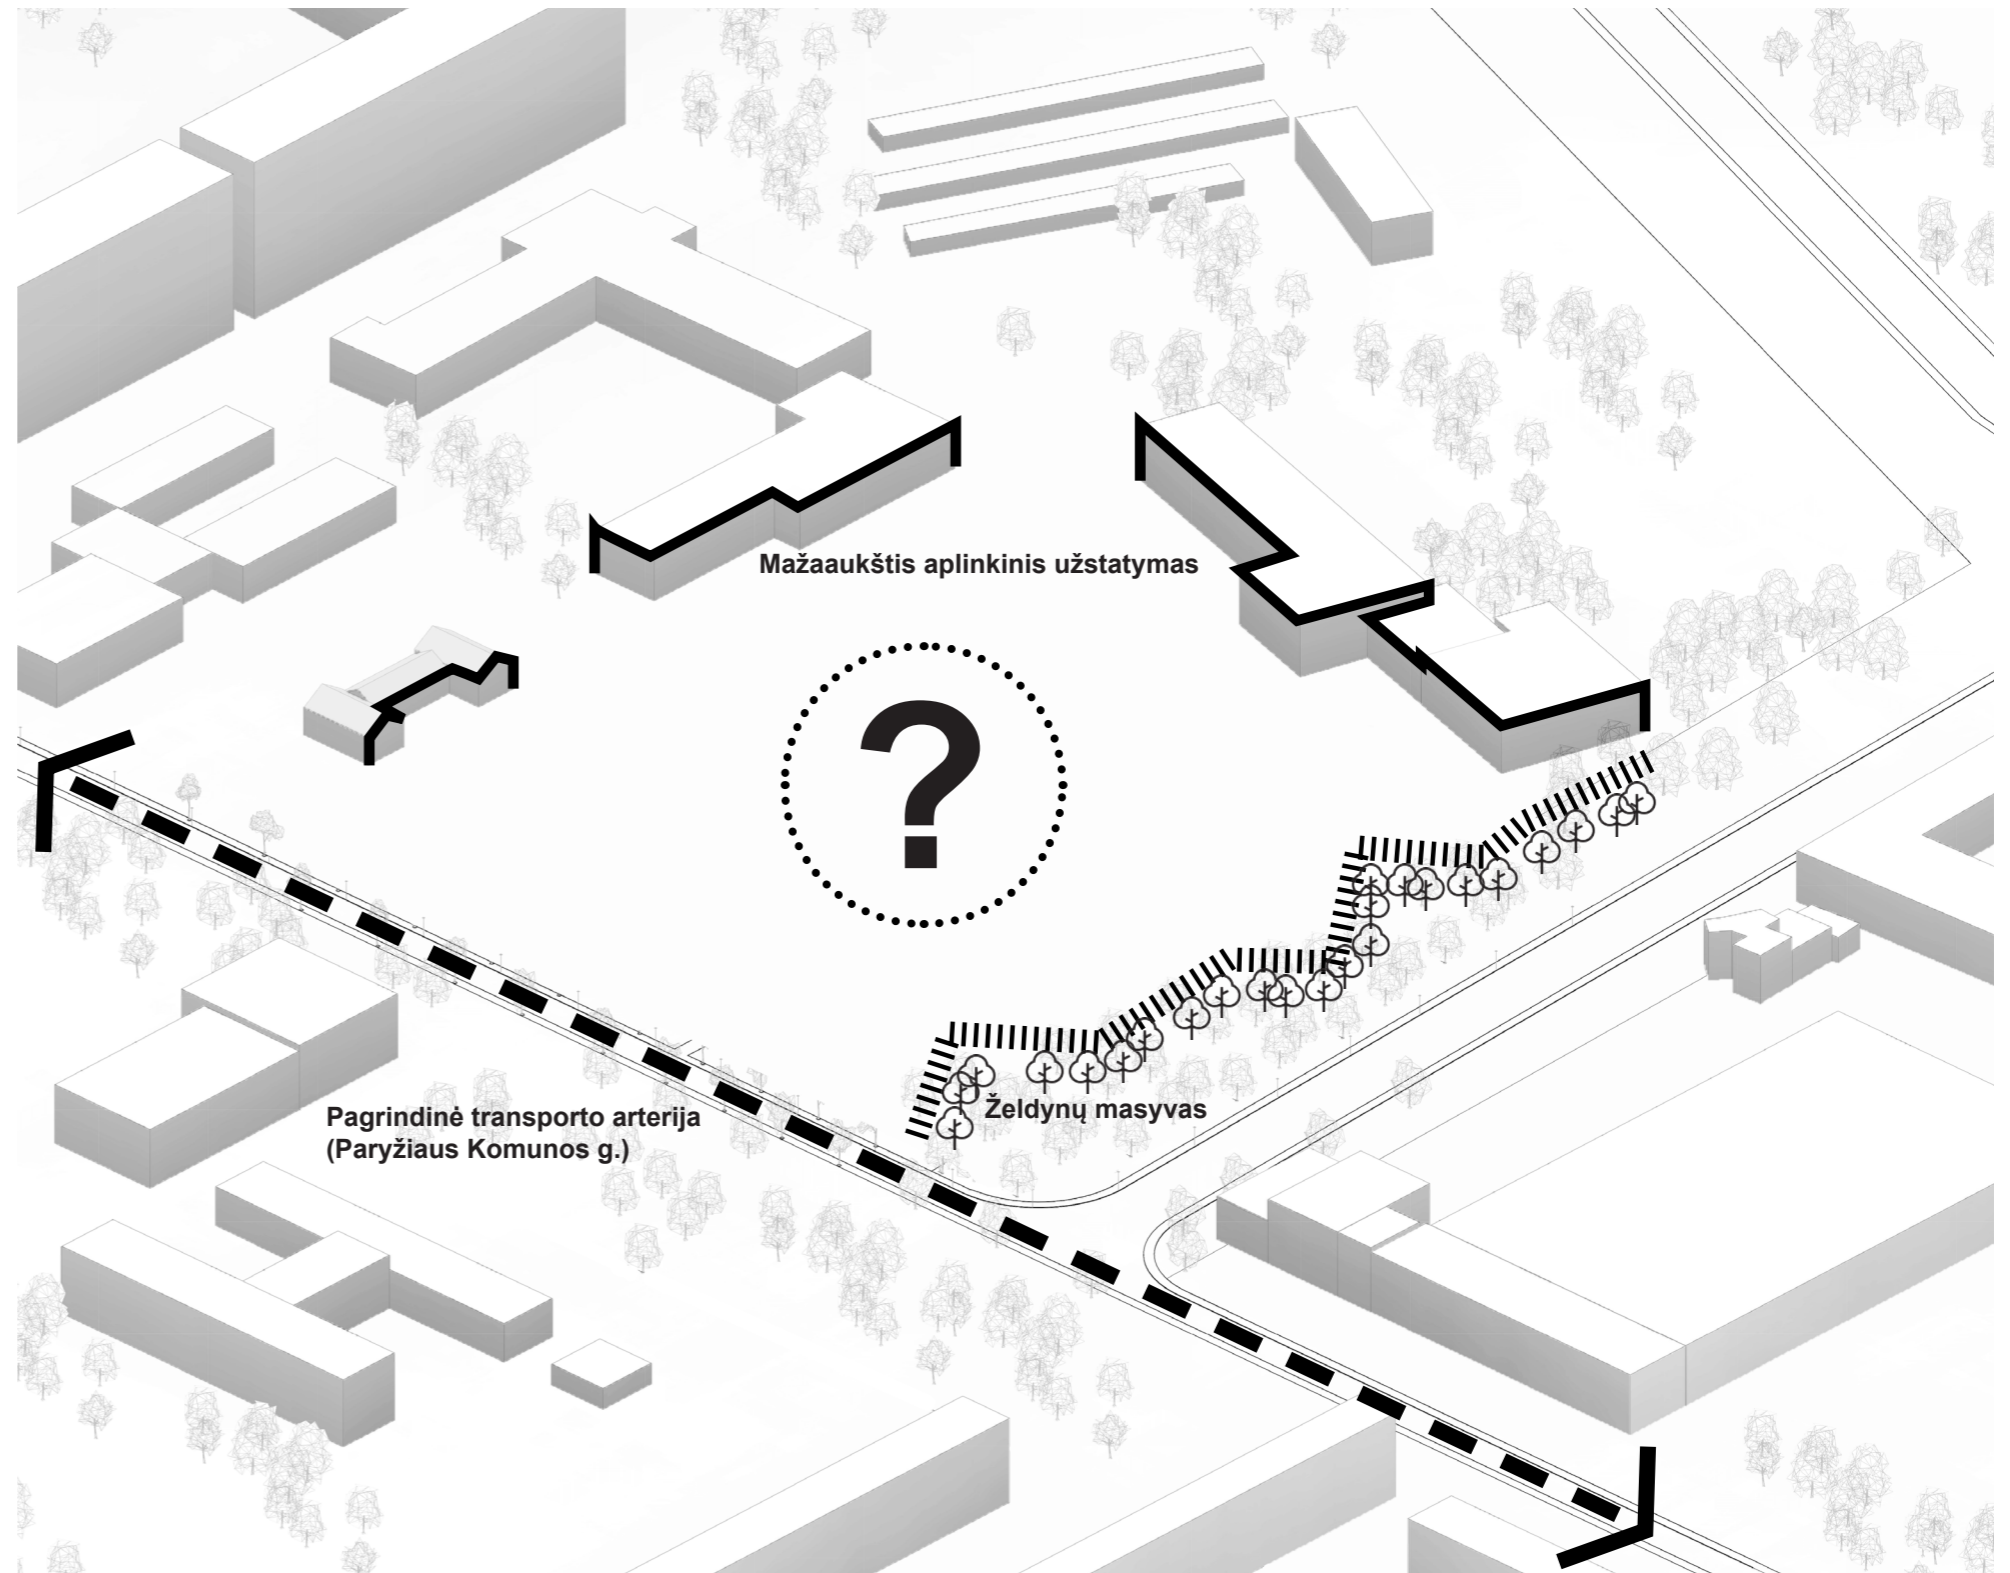 Mažaaukštis aplinkinis užstatymas
?
Želdynų masyvas
Pagrindinė transporto arterija
(Paryžiaus Komunos g.)